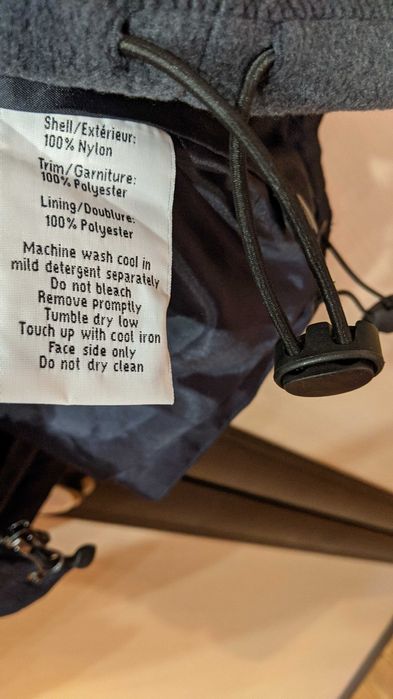 Shell/Extérieur:
100% Nylon
Trim/Garniture:
100% Polyester
Lining/Doublure:
100% Polyester
Machine wash cool in
mild detergent separately
Do not bleach
Remove promptly
Tumble dry low
Touch up with cool iron
Face side only
Do not dry clean